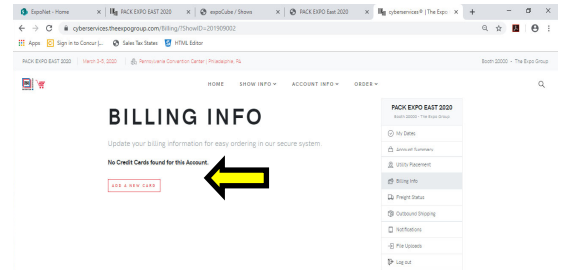 ExpoNet - Home
PACK EXPO EAST 2020
expoCube / Shows
PACK EXPO East 2020
cyberservices® | The Expo
cyberservices.theexpogroup.com/Billing/?ShowID=201909002
Apps
Sign in to Concur |...
Sales Tax States
HTML Editor
PACK EXPO EAST 2020
March 3-5, 2020
Pennsylvania Convention Center | Philadelphia, PA
Booth 20000 - The Expo Group
HOME
SHOW INFO
ACCOUNT INFO
ORDER
BILLING INFO
Update your billing information for easy ordering in our secure system.
No Credit Cards found for this Account.
ADD A NEW CARD
PACK EXPO EAST 2020
Booth 20000 - The Expo Group
My Dates
Account Summary
Utility Placement
Billing Info
Freight Status
Outbound Shipping
Notifications
File Uploads
Log out